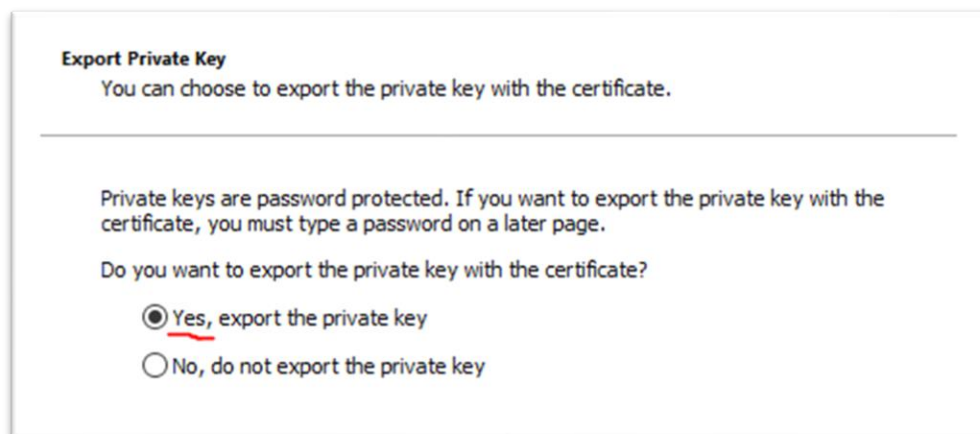 Export Private Key
You can choose to export the private key with the certificate.
Private keys are password protected. If you want to export the private key with the
certificate, you must type a password on a later page.
Do you want to export the private key with the certificate?
Yes, export the private key
No, do not export the private key